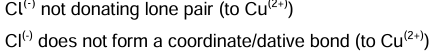 Cl⁽⁻⁾ not donating lone pair (to Cu⁽²⁺⁾)
Cl⁽⁻⁾ does not form a coordinate/dative bond (to Cu⁽²⁺⁾)